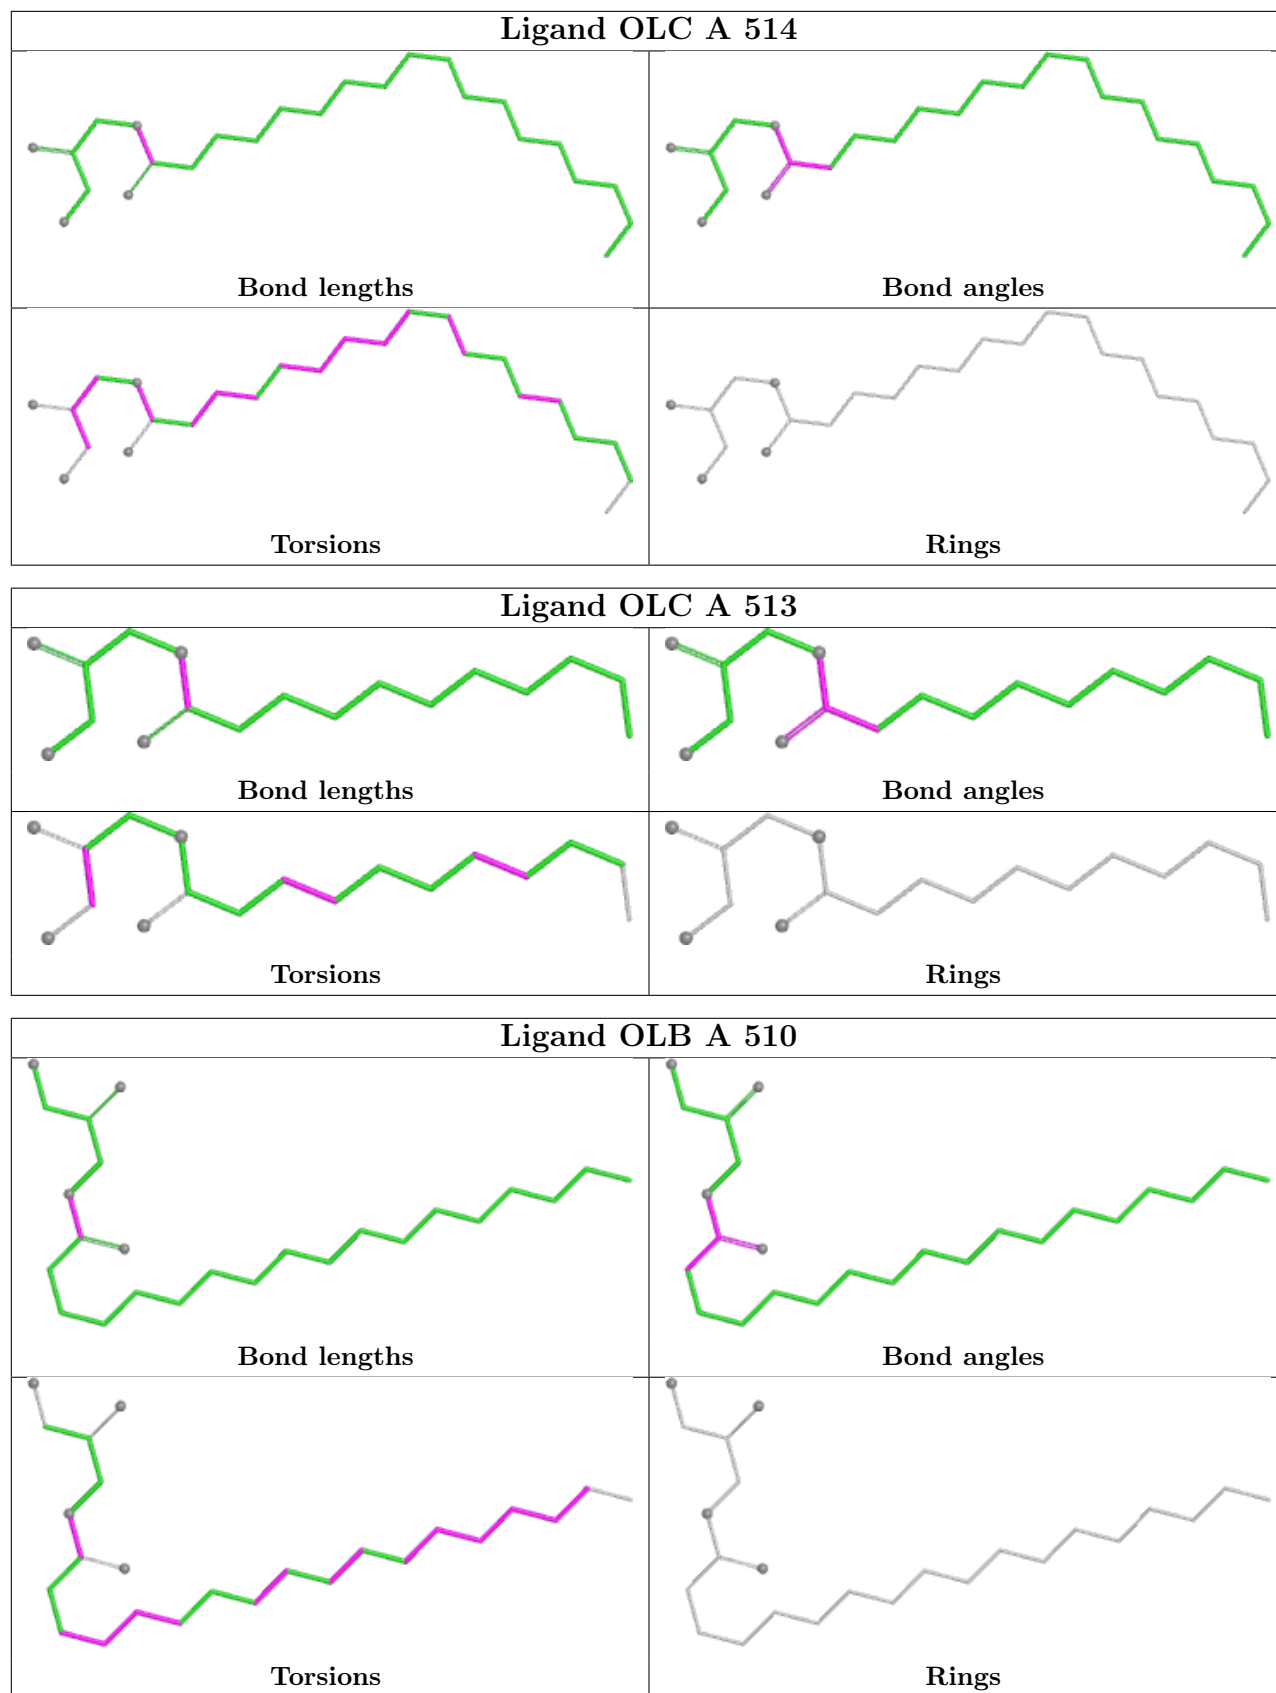 Ligand OLC A 514
Bond lengths
Bond angles
Torsions
Rings
Ligand OLC A 513
Bond lengths
Bond angles
Torsions
Rings
Ligand OLB A 510
Bond lengths
Bond angles
Torsions
Rings